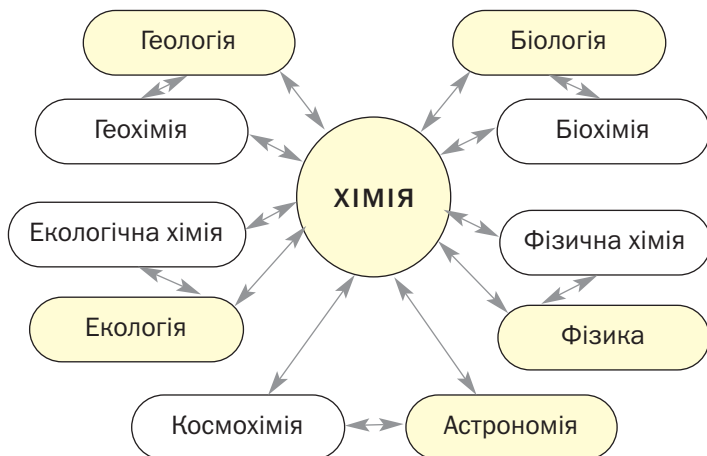 Геологія
Біологія
Геохімія
Біохімія
ХІМІЯ
Екологічна хімія
Фізична хімія
Екологія
Фізика
Космохімія
Астрономія